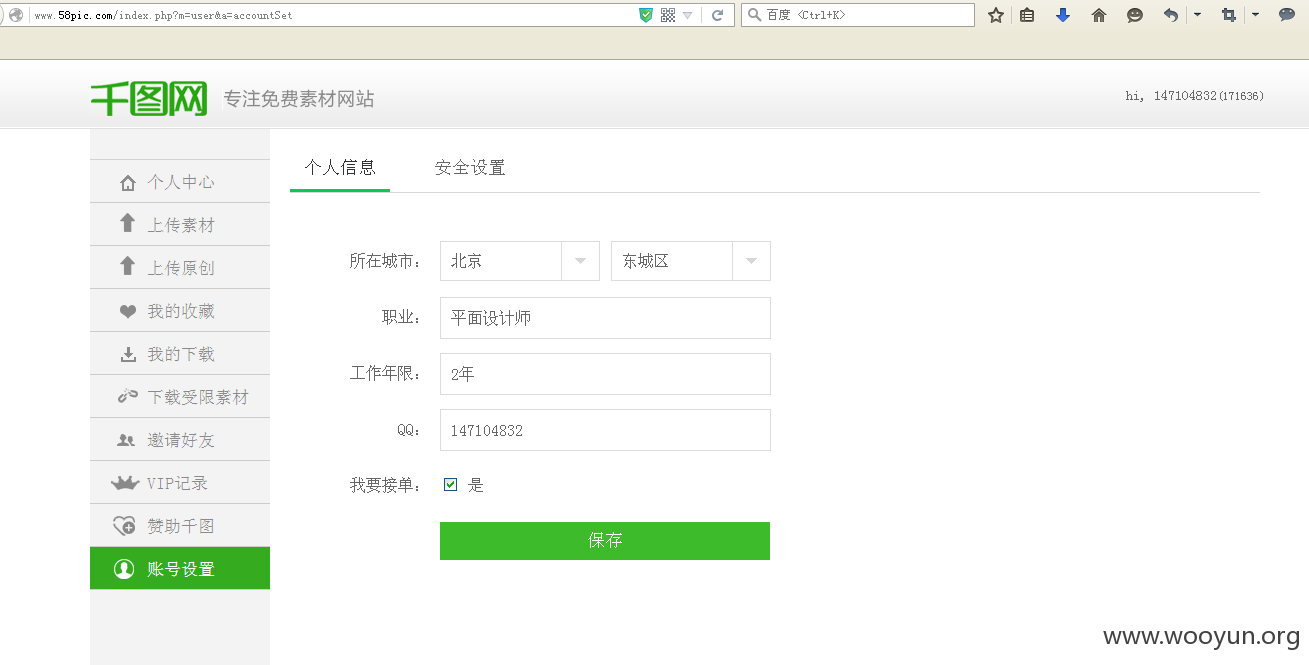 www.58pic.com/index.php?m=user&a=accountSet
百度 <Ctrl+K>
千图网 专注免费素材网站
hi, 147104832(171636)
个人中心
上传素材
上传原创
我的收藏
我的下载
下载受限素材
邀请好友
VIP记录
赞助千图
账号设置
个人信息 安全设置
所在城市: 北京 东城区
职业: 平面设计师
工作年限: 2年
QQ: 147104832
我要接单: 是
保存
www.wooyun.org